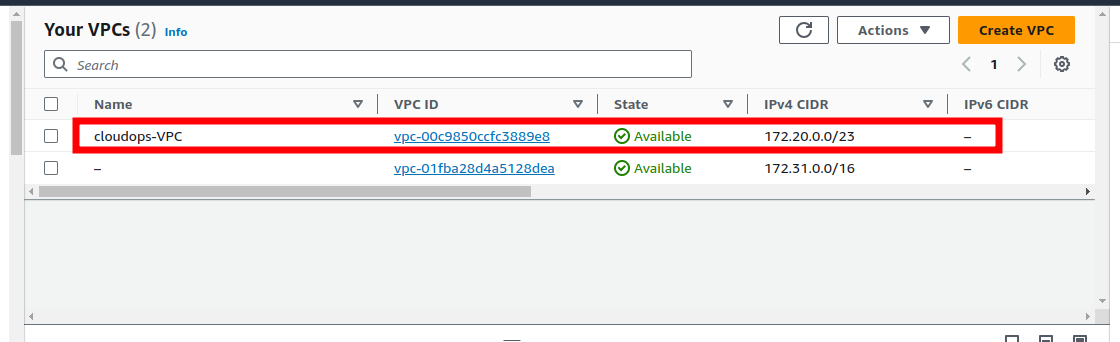 Your VPCs (2) Info
Actions
Create VPC
Search
1
Name VPC ID State IPv4 CIDR IPv6 CIDR
cloudops-VPC vpc-00c9850ccfc3889e8 Available 172.20.0.0/23 –
– vpc-01fba28d4a5128dea Available 172.31.0.0/16 –